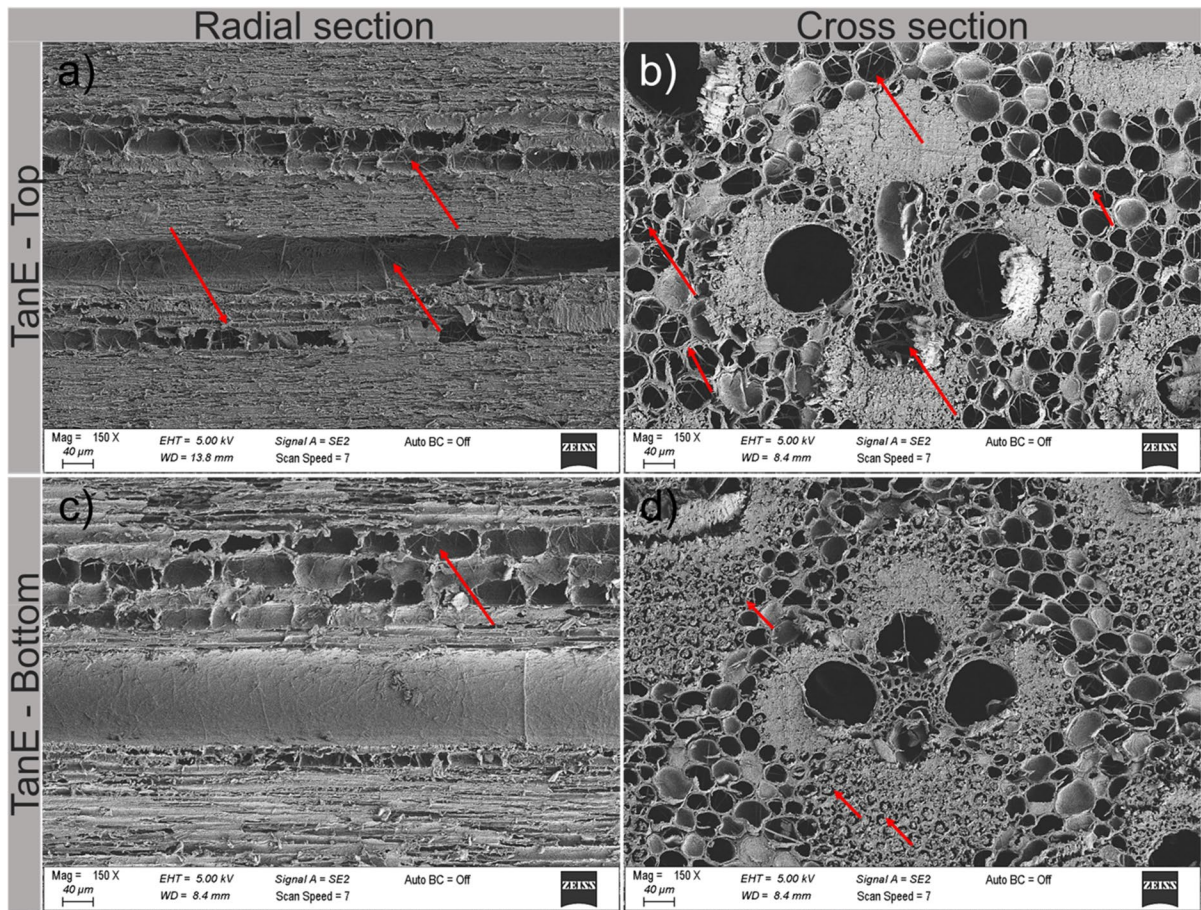 Radial section
Cross section
TanE - Top
a)
b)
Mag = 150 X
40 µm
EHT = 5.00 kV
WD = 13.8 mm
Signal A = SE2
Scan Speed = 7
Auto BC = Off
ZEISS
Mag = 150 X
40 µm
EHT = 5.00 kV
WD = 8.4 mm
Signal A = SE2
Scan Speed = 7
Auto BC = Off
ZEISS
TanE - Bottom
c)
d)
Mag = 150 X
40 µm
EHT = 5.00 kV
WD = 8.4 mm
Signal A = SE2
Scan Speed = 7
Auto BC = Off
ZEISS
Mag = 150 X
40 µm
EHT = 5.00 kV
WD = 8.4 mm
Signal A = SE2
Scan Speed = 7
Auto BC = Off
ZEISS